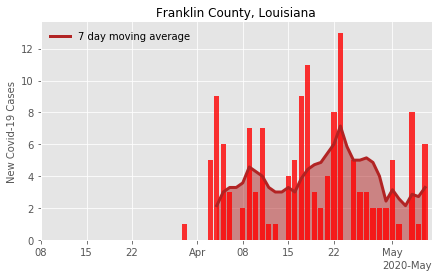 Franklin County, Louisiana
7 day moving average
New Covid-19 Cases
12
10
8
6
4
2
0
08 15 22 Apr 08 15 22 May
2020-May